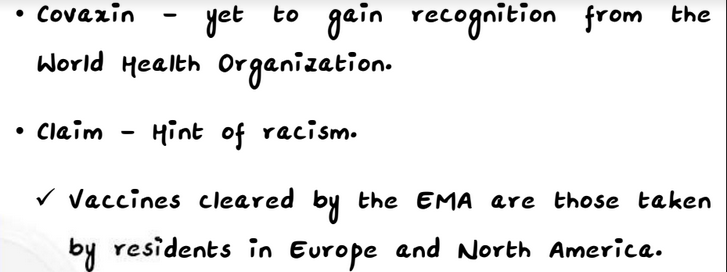 • Covaxin – yet to gain recognition from the
World Health Organization.
• Claim – Hint of racism.
✓ Vaccines cleared by the EMA are those taken
by residents in Europe and North America.